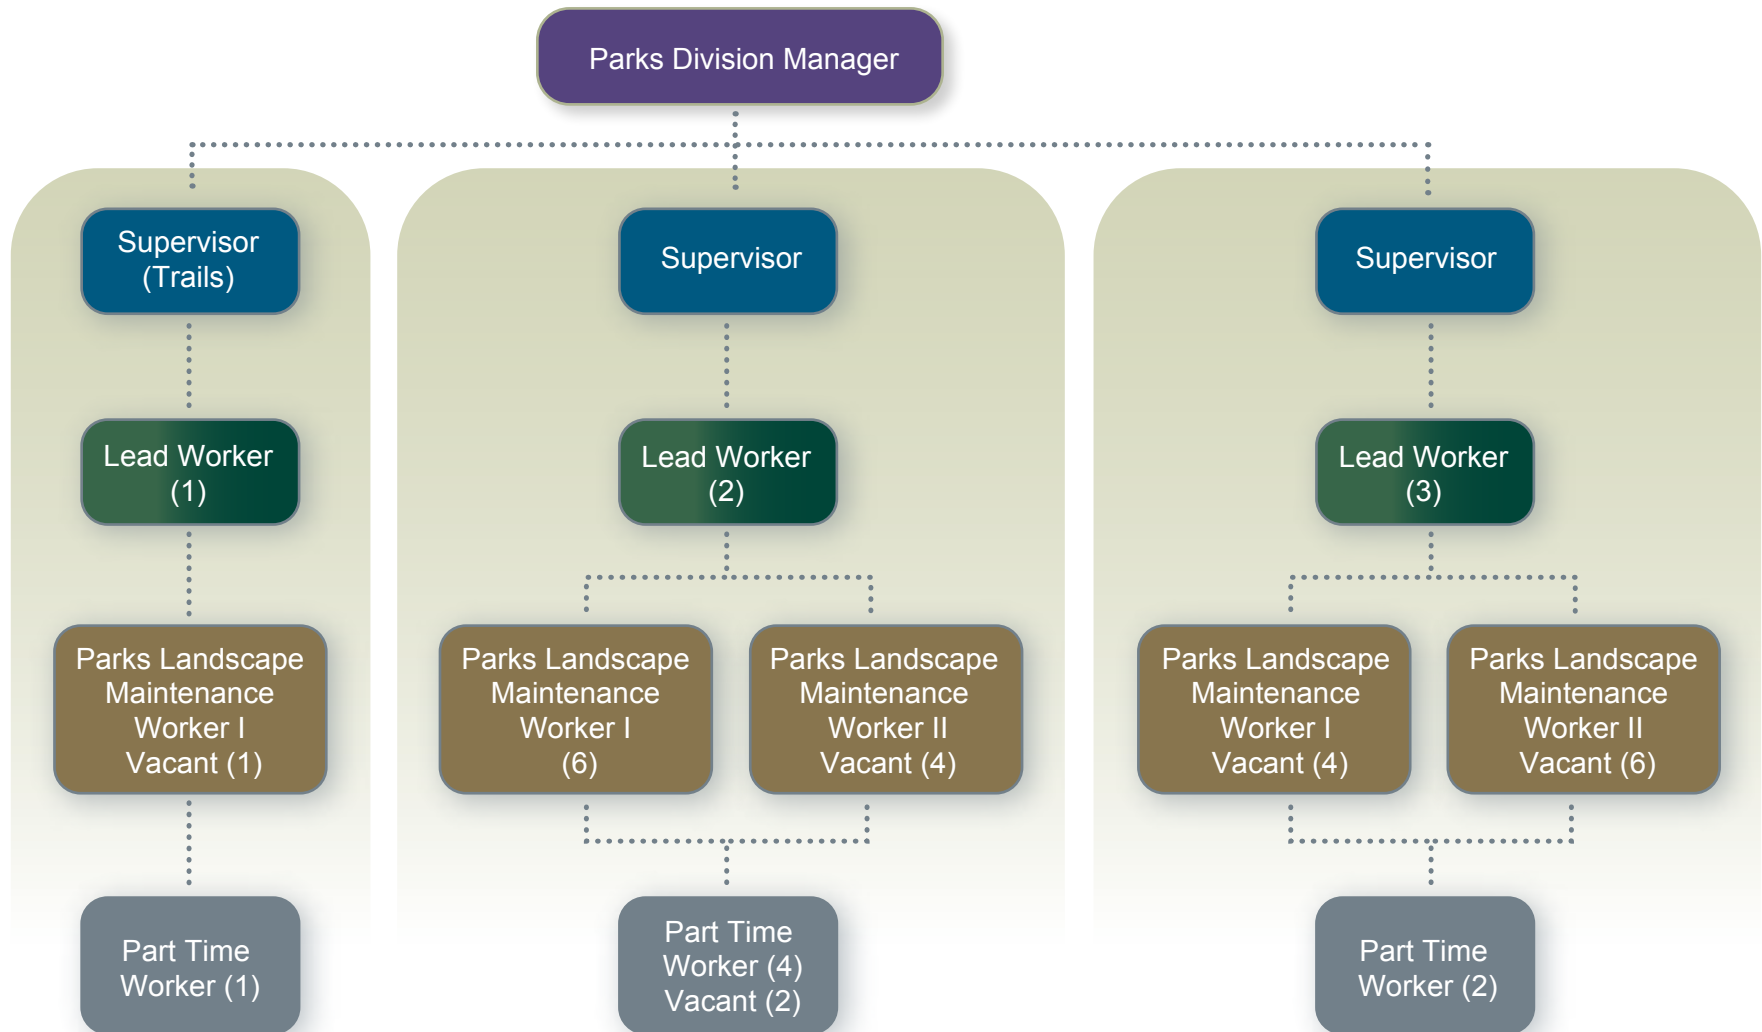 Parks Division Manager
Supervisor
(Trails)
Supervisor
Supervisor
Lead Worker
(1)
Lead Worker
(2)
Lead Worker
(3)
Parks Landscape
Maintenance
Worker I
Vacant (1)
Parks Landscape
Maintenance
Worker I
(6)
Parks Landscape
Maintenance
Worker II
Vacant (4)
Parks Landscape
Maintenance
Worker I
Vacant (4)
Parks Landscape
Maintenance
Worker II
Vacant (6)
Part Time
Worker (1)
Part Time
Worker (4)
Vacant (2)
Part Time
Worker (2)